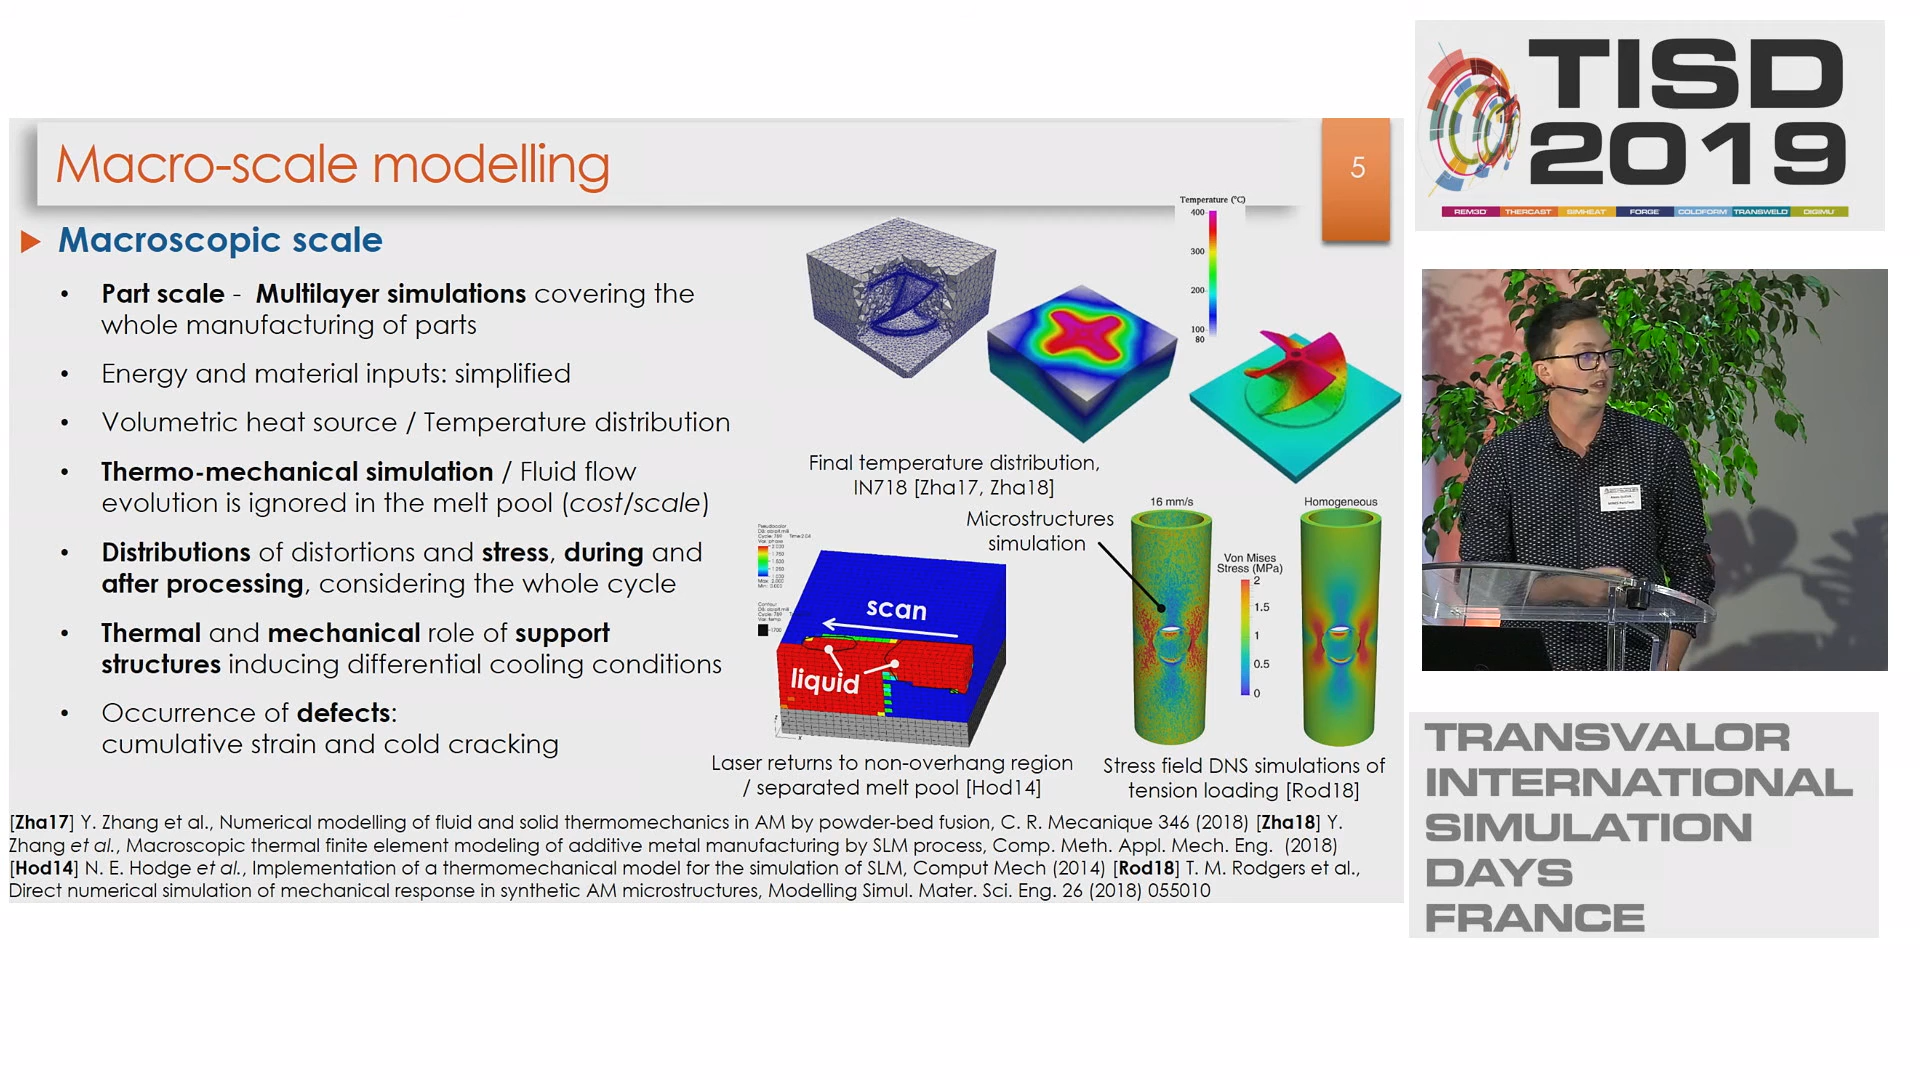 Macro-scale modelling
5
Macroscopic scale
• Part scale - Multilayer simulations covering the
whole manufacturing of parts
• Energy and material inputs: simplified
• Volumetric heat source / Temperature distribution
• Thermo-mechanical simulation / Fluid flow
evolution is ignored in the melt pool (cost/scale)
• Distributions of distortions and stress, during and
after processing, considering the whole cycle
• Thermal and mechanical role of support
structures inducing differential cooling conditions
• Occurrence of defects:
cumulative strain and cold cracking
Temperature (°C)
400
300
200
100
80
Final temperature distribution,
IN718 [Zha17, Zha18]
Microstructures
simulation
16 mm/s
Homogeneous
Von Mises
Stress (MPa)
2
1.5
1
0.5
0
scan
liquid
Laser returns to non-overhang region
/ separated melt pool [Hod14]
Stress field DNS simulations of
tension loading [Rod18]
[Zha17] Y. Zhang et al., Numerical modelling of fluid and solid thermomechanics in AM by powder-bed fusion, C. R. Mecanique 346 (2018) [Zha18] Y.
Zhang et al., Macroscopic thermal finite element modeling of additive metal manufacturing by SLM process, Comp. Meth. Appl. Mech. Eng. (2018)
[Hod14] N. E. Hodge et al., Implementation of a thermomechanical model for the simulation of SLM, Comput Mech (2014) [Rod18] T. M. Rodgers et al.,
Direct numerical simulation of mechanical response in synthetic AM microstructures, Modelling Simul. Mater. Sci. Eng. 26 (2018) 055010
TISD
2019
REM3D THERCAST SIMHEAT FORGE COLDFORM TRANSWELD DIGIMU
TRANSVALOR
INTERNATIONAL
SIMULATION
DAYS
FRANCE